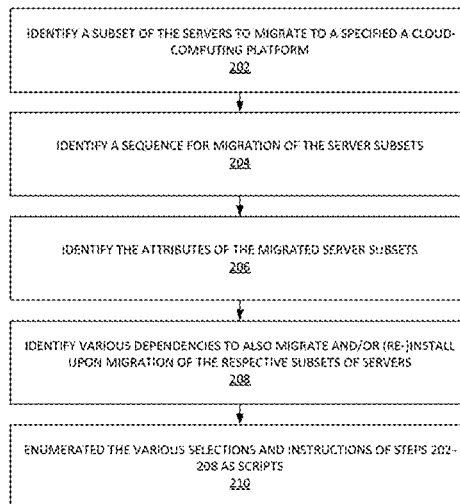 IDENTIFY A SUBSET OF THE SERVERS TO MIGRATE TO A SPECIFIED A CLOUD-
COMPUTING PLATFORM
202
IDENTIFY A SEQUENCE FOR MIGRATION OF THE SERVER SUBSETS
204
IDENTIFY THE ATTRIBUTES OF THE MIGRATED SERVER SUBSETS
206
IDENTIFY VARIOUS DEPENDENCIES TO ALSO MIGRATE AND/OR (RE-)INSTALL
UPON MIGRATION OF THE RESPECTIVE SUBSETS OF SERVERS
208
ENUMERATED THE VARIOUS SELECTIONS AND INSTRUCTIONS OF STEPS 202-
208 AS SCRIPTS
210